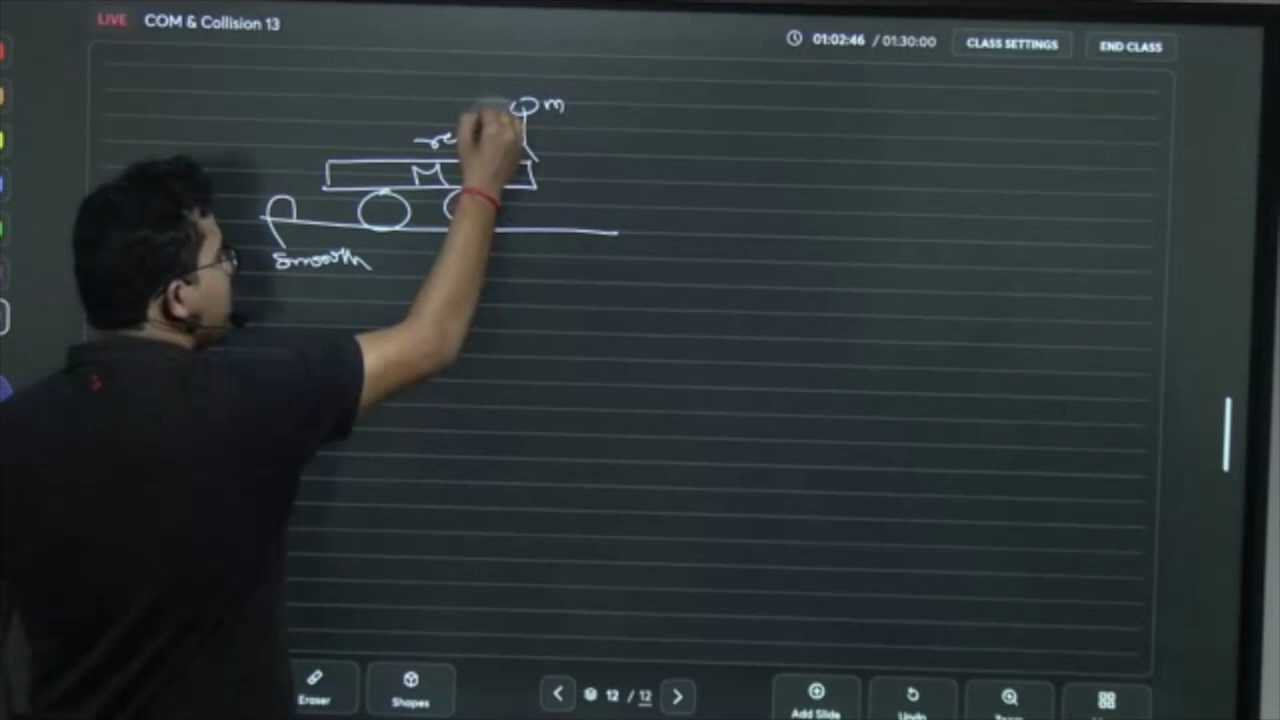 LIVE COM & Collision 13
01:02:46 / 01:30:00 CLASS SETTINGS END CLASS
m
M
Smooth
Eraser Shapes 12 / 12 Add Slide Undo